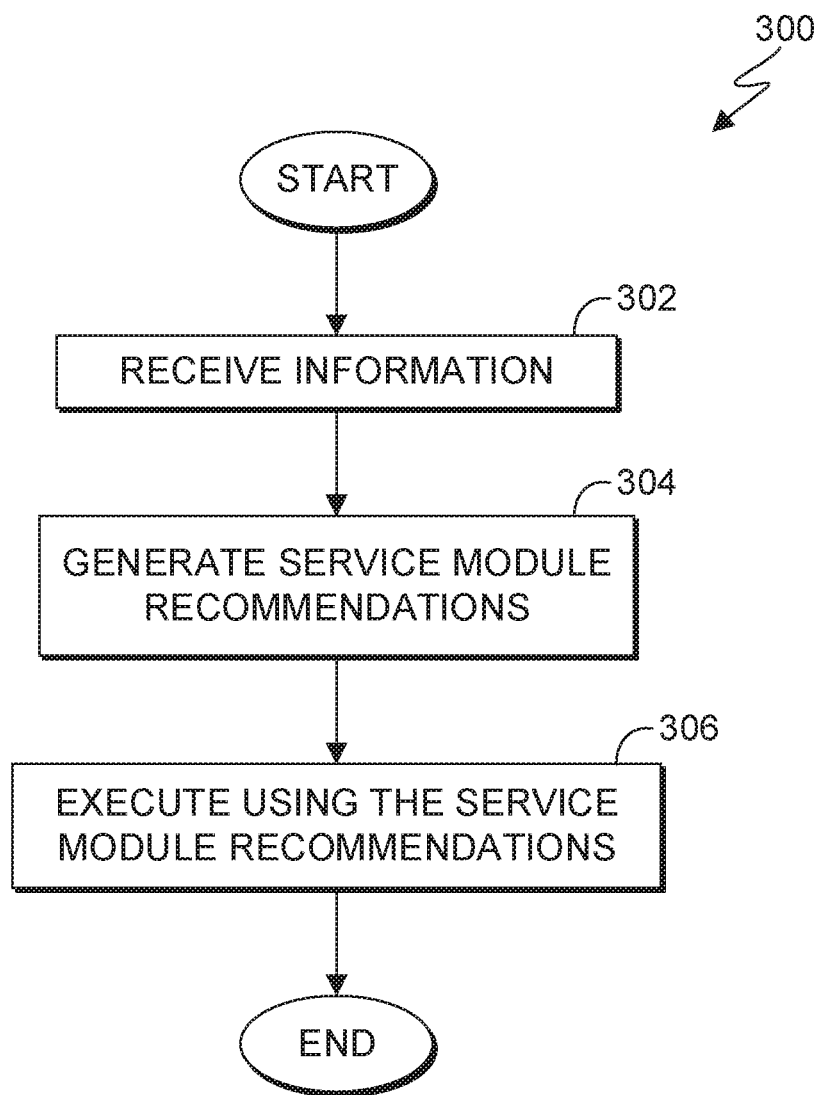 300
START
302
RECEIVE INFORMATION
304
GENERATE SERVICE MODULE
RECOMMENDATIONS
306
EXECUTE USING THE SERVICE
MODULE RECOMMENDATIONS
END